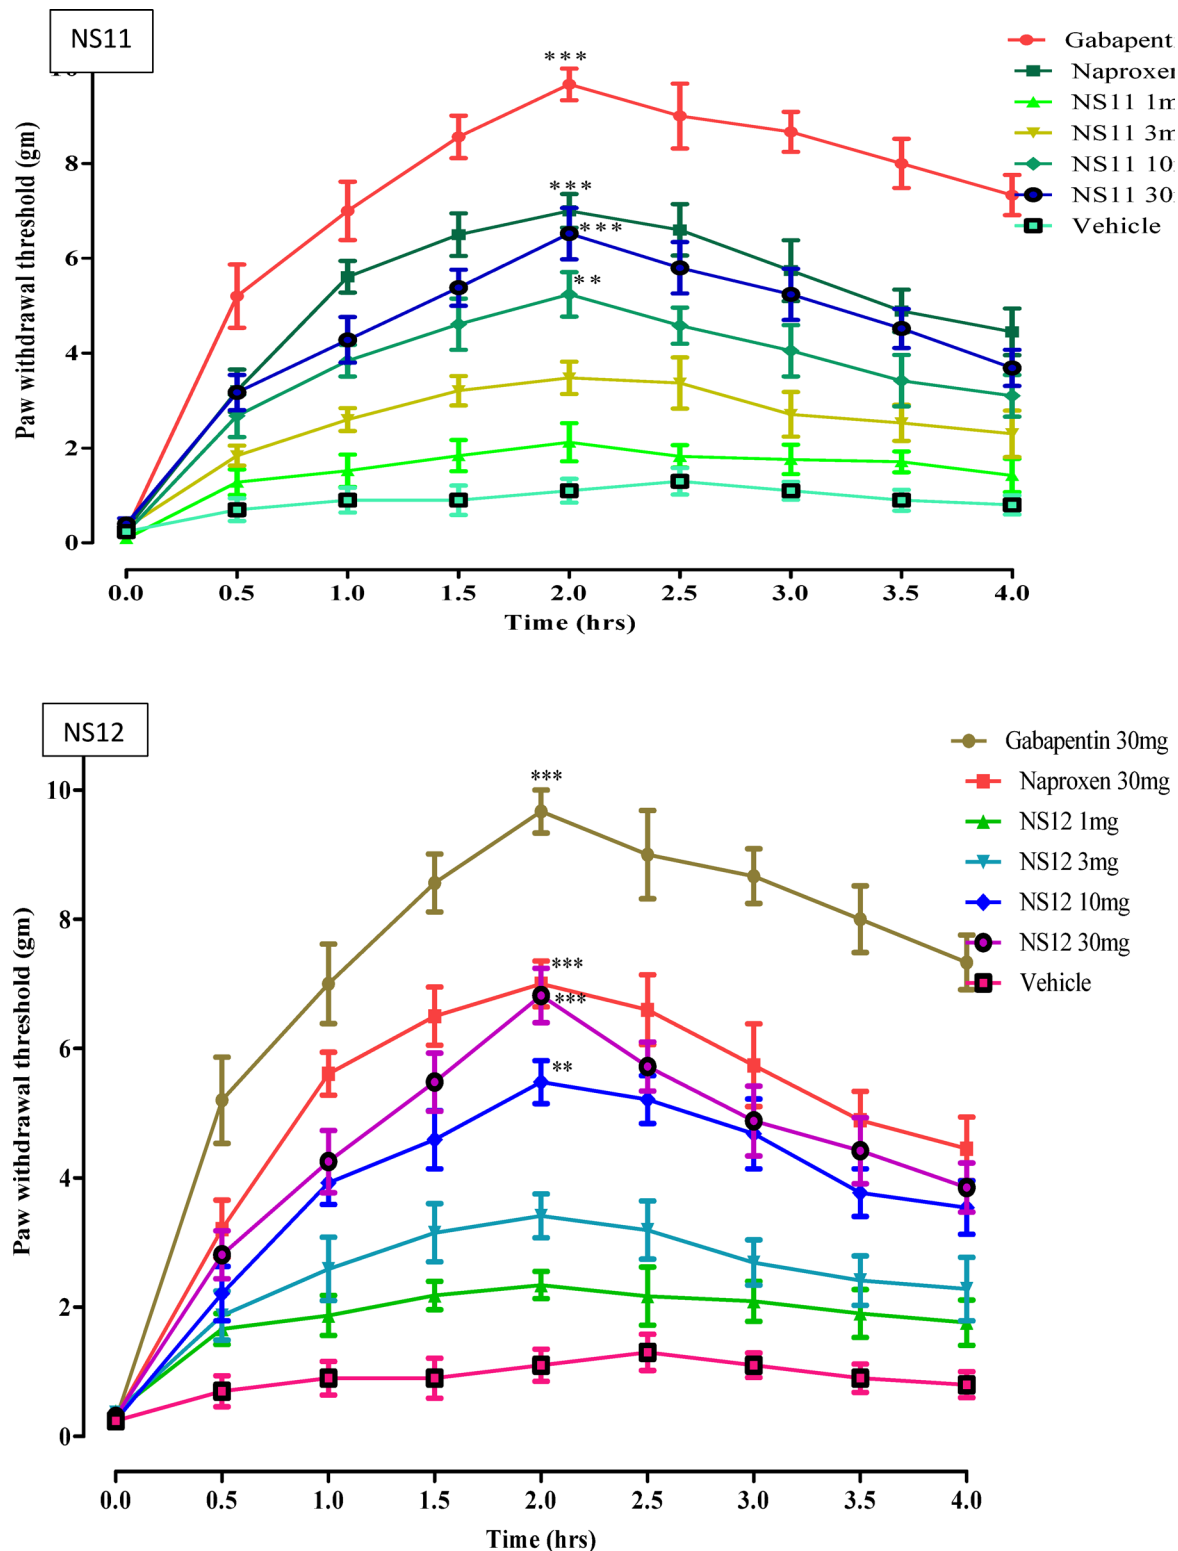 NS11
Gabapenti
Naproxen
NS11 1m
NS11 3m
NS11 10
NS11 30
Vehicle
***
***
***
**
Paw withdrawal threshold (gm)
10
8
6
4
2
0
0.0 0.5 1.0 1.5 2.0 2.5 3.0 3.5 4.0
Time (hrs)
NS12
Gabapentin 30mg
Naproxen 30mg
NS12 1mg
NS12 3mg
NS12 10mg
NS12 30mg
Vehicle
***
***
***
**
Paw withdrawal threshold (gm)
10
8
6
4
2
0
0.0 0.5 1.0 1.5 2.0 2.5 3.0 3.5 4.0
Time (hrs)